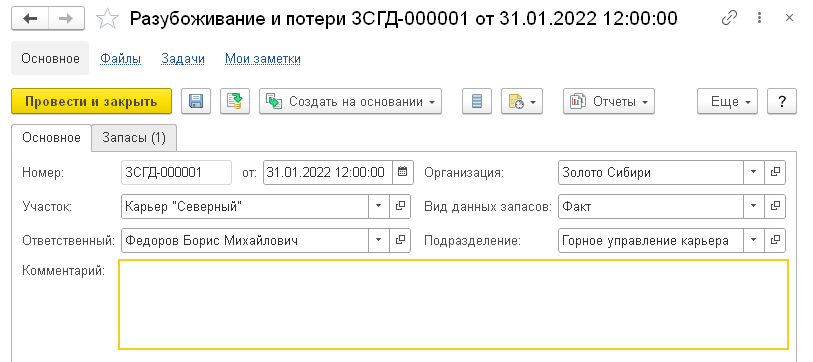 Разубоживание и потери ЗСГД-000001 от 31.01.2022 12:00:00
Основное Файлы Задачи Мои заметки
Провести и закрыть Создать на основании Отчеты Еще ?
Основное Запасы (1)
Номер: ЗСГД-000001 от: 31.01.2022 12:00:00 Организация: Золото Сибири
Участок: Карьер "Северный" Вид данных запасов: Факт
Ответственный: Федоров Борис Михайлович Подразделение: Горное управление карьера
Комментарий: